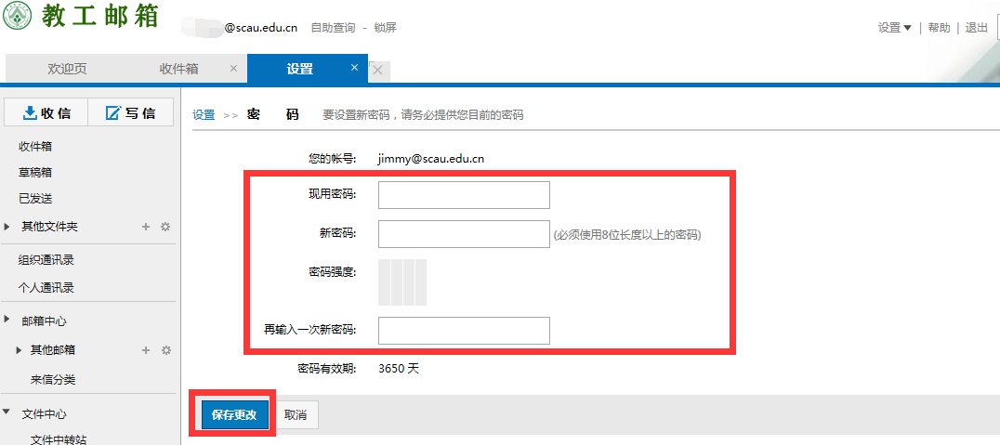 教工邮箱
@scau.edu.cn 自助查询 - 锁屏
设置 | 帮助 | 退出
欢迎页 收件箱 × 设置 × ×
收信 写信
设置 >> 密 码 要设置新密码，请务必提供您目前的密码
收件箱
草稿箱
已发送
其他文件夹
组织通讯录
个人通讯录
邮箱中心
其他邮箱
来信分类
文件中心
文件中转站
您的帐号: jimmy@scau.edu.cn
现用密码:
新密码: (必须使用8位长度以上的密码)
密码强度:
再输入一次新密码:
密码有效期: 3650 天
保存更改 取消